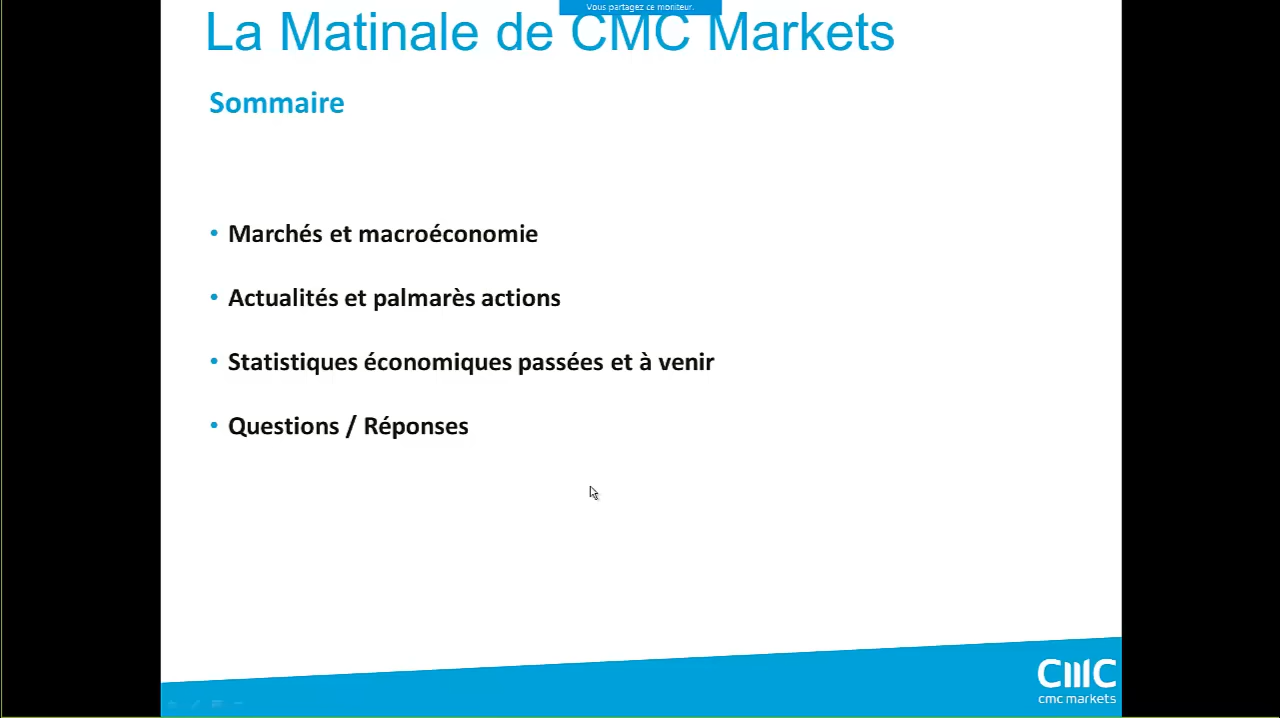 Vous partagez ce moniteur.
La Matinale de CMC Markets
Sommaire
• Marchés et macroéconomie
• Actualités et palmarès actions
• Statistiques économiques passées et à venir
• Questions / Réponses
CMC
cmc markets